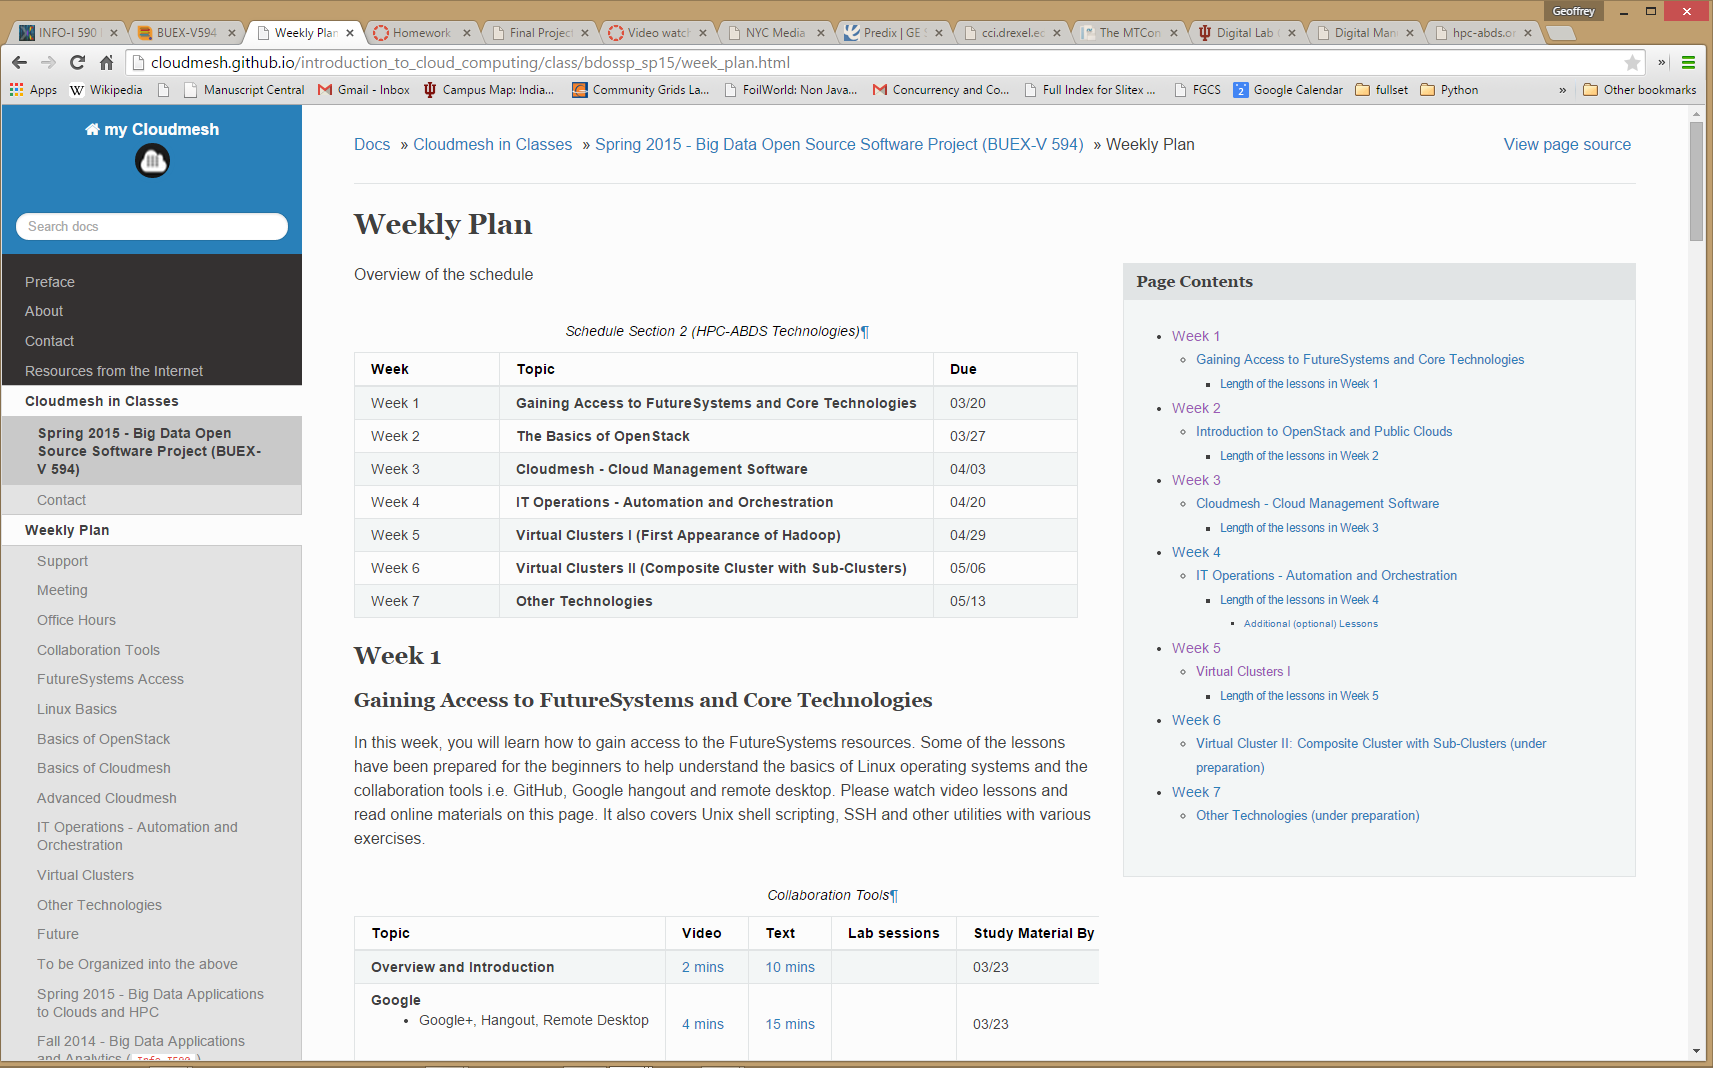 Geoffrey
INFO-I 590
BUEX-V594
Weekly Plan
Homework
Final Project
Video watch
NYC Media
Predix | GE
cci.drexel.ed
The MTCon
Digital Lab
Digital Man
hpc-abds.or
cloudmesh.github.io/introduction_to_cloud_computing/class/bdossp_sp15/week_plan.html
»
Apps
Wikipedia
Manuscript Central
Gmail - Inbox
Campus Map: India...
Community Grids La...
FoilWorld: Non Java...
Concurrency and Co...
Full Index for Slitex ...
FGCS
Google Calendar
fullset
Python
»
Other bookmarks
my Cloudmesh
Search docs
Preface
About
Contact
Resources from the Internet
Cloudmesh in Classes
Spring 2015 - Big Data Open
Source Software Project (BUEX-
V 594)
Contact
Weekly Plan
Support
Meeting
Office Hours
Collaboration Tools
FutureSystems Access
Linux Basics
Basics of OpenStack
Basics of Cloudmesh
Advanced Cloudmesh
IT Operations - Automation and
Orchestration
Virtual Clusters
Other Technologies
Future
To be Organized into the above
Spring 2015 - Big Data Applications
to Clouds and HPC
Fall 2014 - Big Data Applications
and Analytics (Info I590)
Docs » Cloudmesh in Classes » Spring 2015 - Big Data Open Source Software Project (BUEX-V 594) » Weekly Plan
View page source
Weekly Plan
Overview of the schedule
Schedule Section 2 (HPC-ABDS Technologies)¶
Week Topic Due
Week 1 Gaining Access to FutureSystems and Core Technologies 03/20
Week 2 The Basics of OpenStack 03/27
Week 3 Cloudmesh - Cloud Management Software 04/03
Week 4 IT Operations - Automation and Orchestration 04/20
Week 5 Virtual Clusters I (First Appearance of Hadoop) 04/29
Week 6 Virtual Clusters II (Composite Cluster with Sub-Clusters) 05/06
Week 7 Other Technologies 05/13
Week 1
Gaining Access to FutureSystems and Core Technologies
In this week, you will learn how to gain access to the FutureSystems resources. Some of the lessons
have been prepared for the beginners to help understand the basics of Linux operating systems and the
collaboration tools i.e. GitHub, Google hangout and remote desktop. Please watch video lessons and
read online materials on this page. It also covers Unix shell scripting, SSH and other utilities with various
exercises.
Collaboration Tools¶
Topic Video Text Lab sessions Study Material By
Overview and Introduction 2 mins 10 mins 03/23
Google
• Google+, Hangout, Remote Desktop 4 mins 15 mins 03/23
Page Contents
Week 1
Gaining Access to FutureSystems and Core Technologies
Length of the lessons in Week 1
Week 2
Introduction to OpenStack and Public Clouds
Length of the lessons in Week 2
Week 3
Cloudmesh - Cloud Management Software
Length of the lessons in Week 3
Week 4
IT Operations - Automation and Orchestration
Length of the lessons in Week 4
Additional (optional) Lessons
Week 5
Virtual Clusters I
Length of the lessons in Week 5
Week 6
Virtual Cluster II: Composite Cluster with Sub-Clusters (under
preparation)
Week 7
Other Technologies (under preparation)